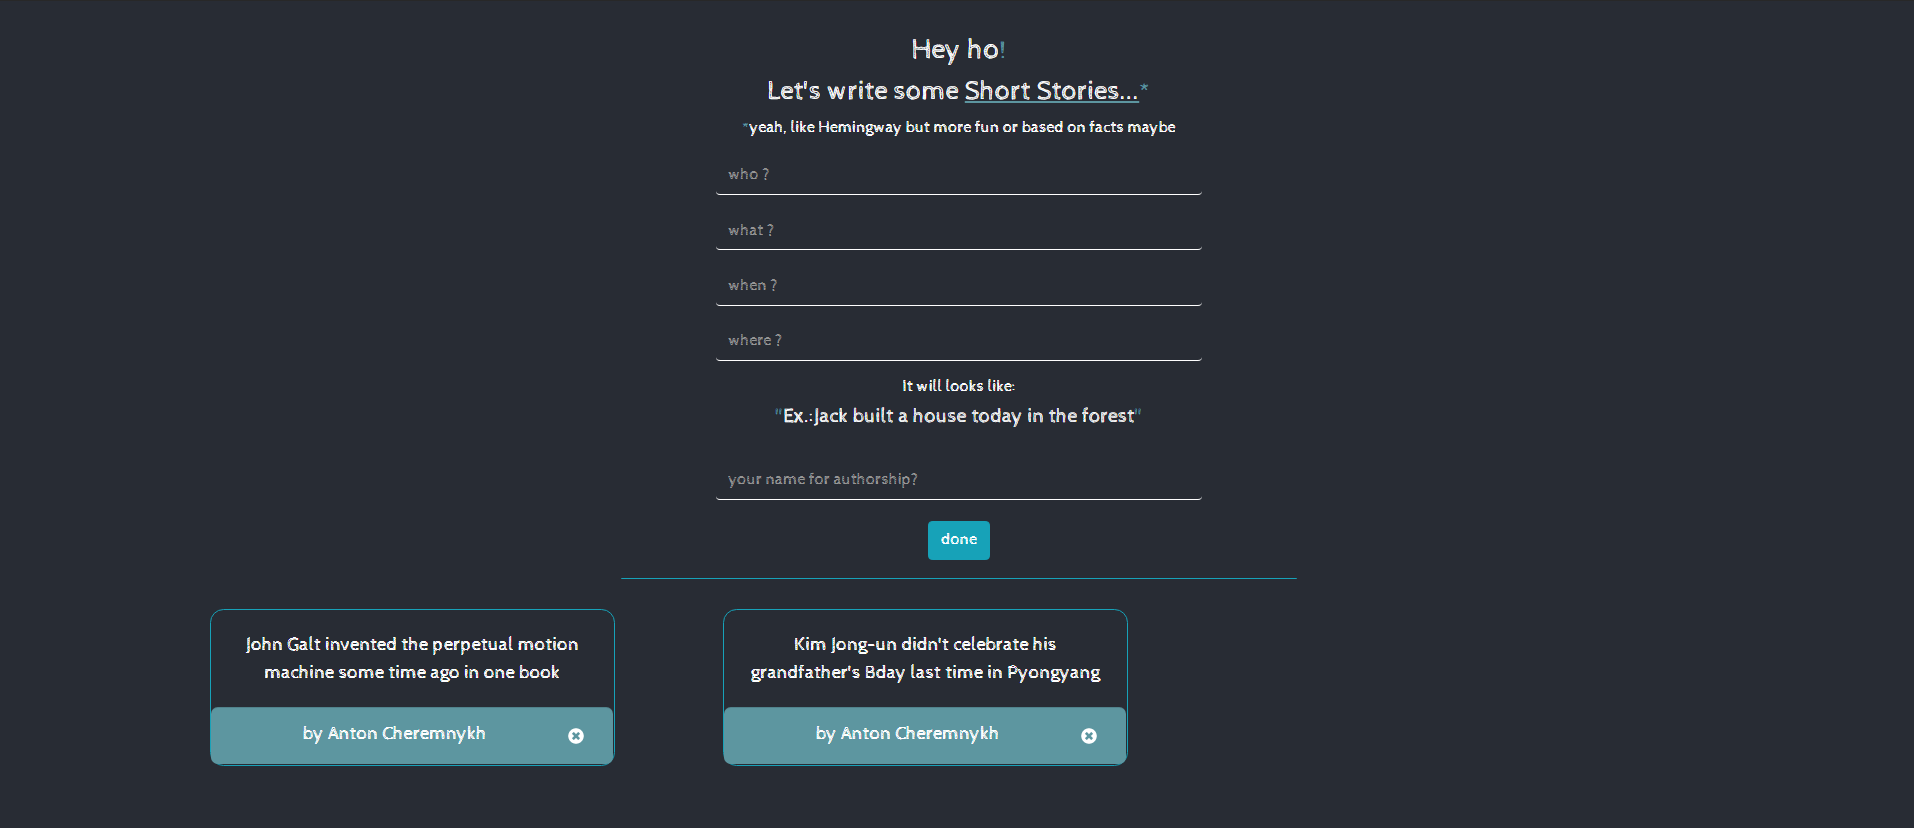 Hey ho!
Let's write some Short Stories...*
*yeah, like Hemingway but more fun or based on facts maybe
who ?
what ?
when ?
where ?
It will looks like:
"Ex.:Jack built a house today in the forest"
your name for authorship?
done
John Galt invented the perpetual motion
machine some time ago in one book
by Anton Cheremnykh
Kim Jong-un didn't celebrate his
grandfather's Bday last time in Pyongyang
by Anton Cheremnykh